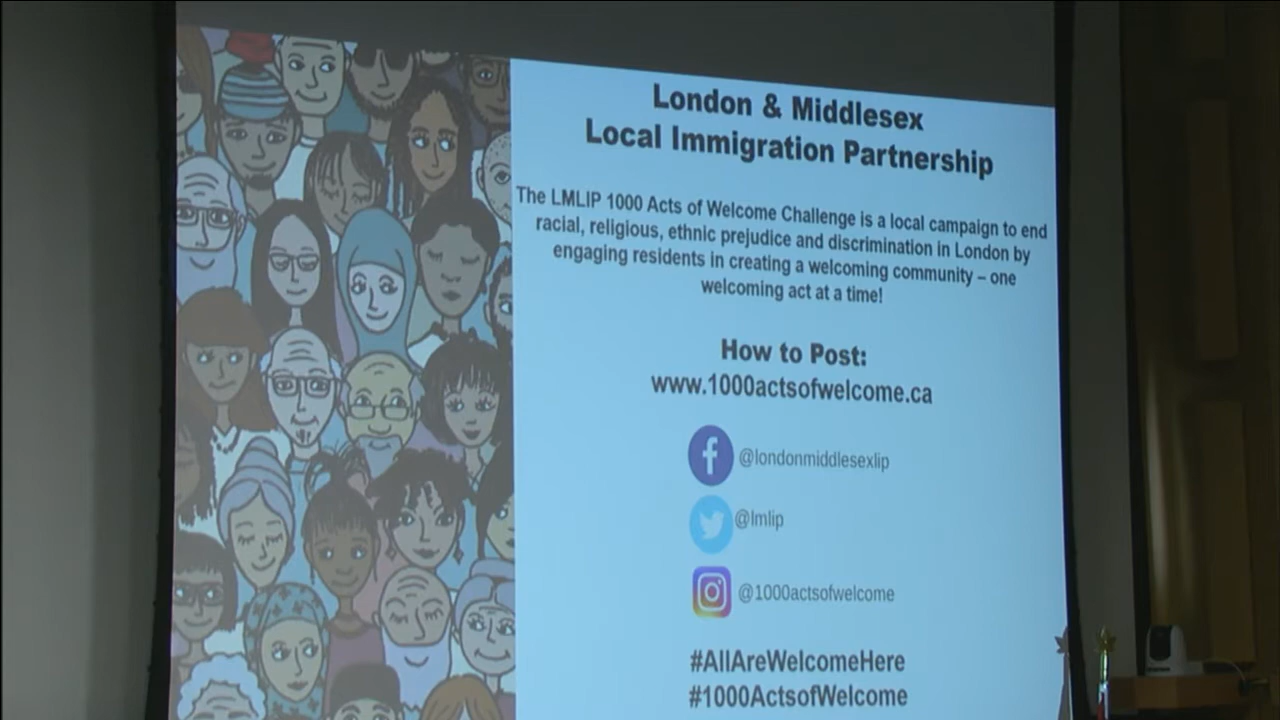 London & Middlesex
Local Immigration Partnership
The LMLIP 1000 Acts of Welcome Challenge is a local campaign to end
racial, religious, ethnic prejudice and discrimination in London by
engaging residents in creating a welcoming community – one
welcoming act at a time!
How to Post:
www.1000actsofwelcome.ca
@londonmiddlesexlip
@lmlip
@1000actsofwelcome
#AllAreWelcomeHere
#1000ActsofWelcome